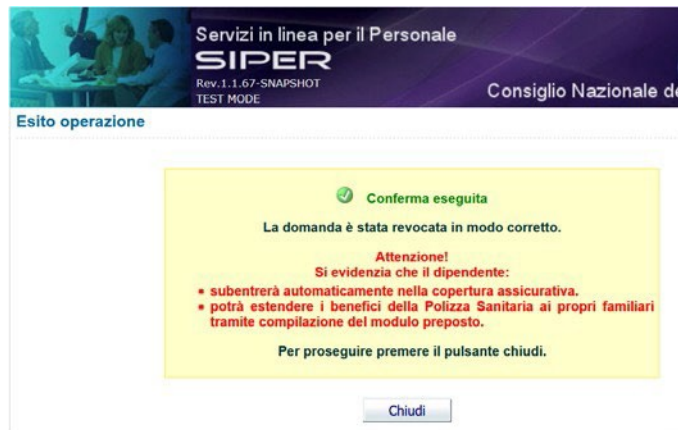 Servizi in linea per il Personale
SIPER
Rev.1.1.67-SNAPSHOT
TEST MODE
Consiglio Nazionale de
Esito operazione
Conferma eseguita
La domanda è stata revocata in modo corretto.
Attenzione!
Si evidenzia che il dipendente:
subentrerà automaticamente nella copertura assicurativa.
potrà estendere i benefici della Polizza Sanitaria ai propri familiari
tramite compilazione del modulo preposto.
Per proseguire premere il pulsante chiudi.
Chiudi